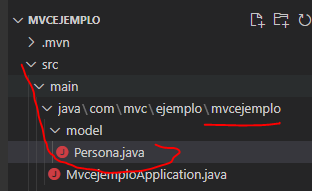 MVCEJEMPLO
.mvn
src
main
java\com\mvc\ejemplo\mvcejemplo
model
Persona.java
MvcejemploApplication.java